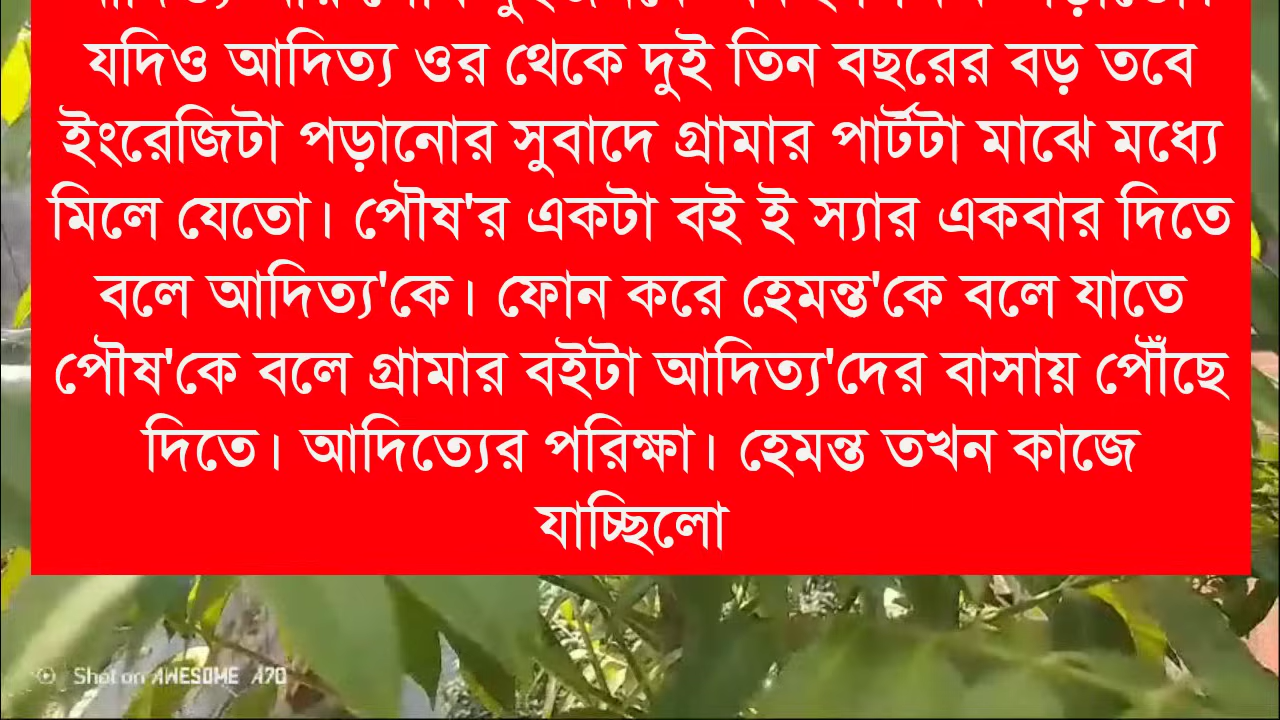 যদিও আদিত্য ওর থেকে দুই তিন বছরের বড় তবে
ইংরেজিটা পড়ানোর সুবাদে গ্রামার পার্টটা মাঝে মধ্যে
মিলে যেতো। পৌষ'র একটা বই ই স্যার একবার দিতে
বলে আদিত্য'কে। ফোন করে হেমন্ত'কে বলে যাতে
পৌষ'কে বলে গ্রামার বইটা আদিত্য'দের বাসায় পৌঁছে
দিতে। আদিত্যের পরিক্ষা। হেমন্ত তখন কাজে
যাচ্ছিলো
Shot on AWESOME A70